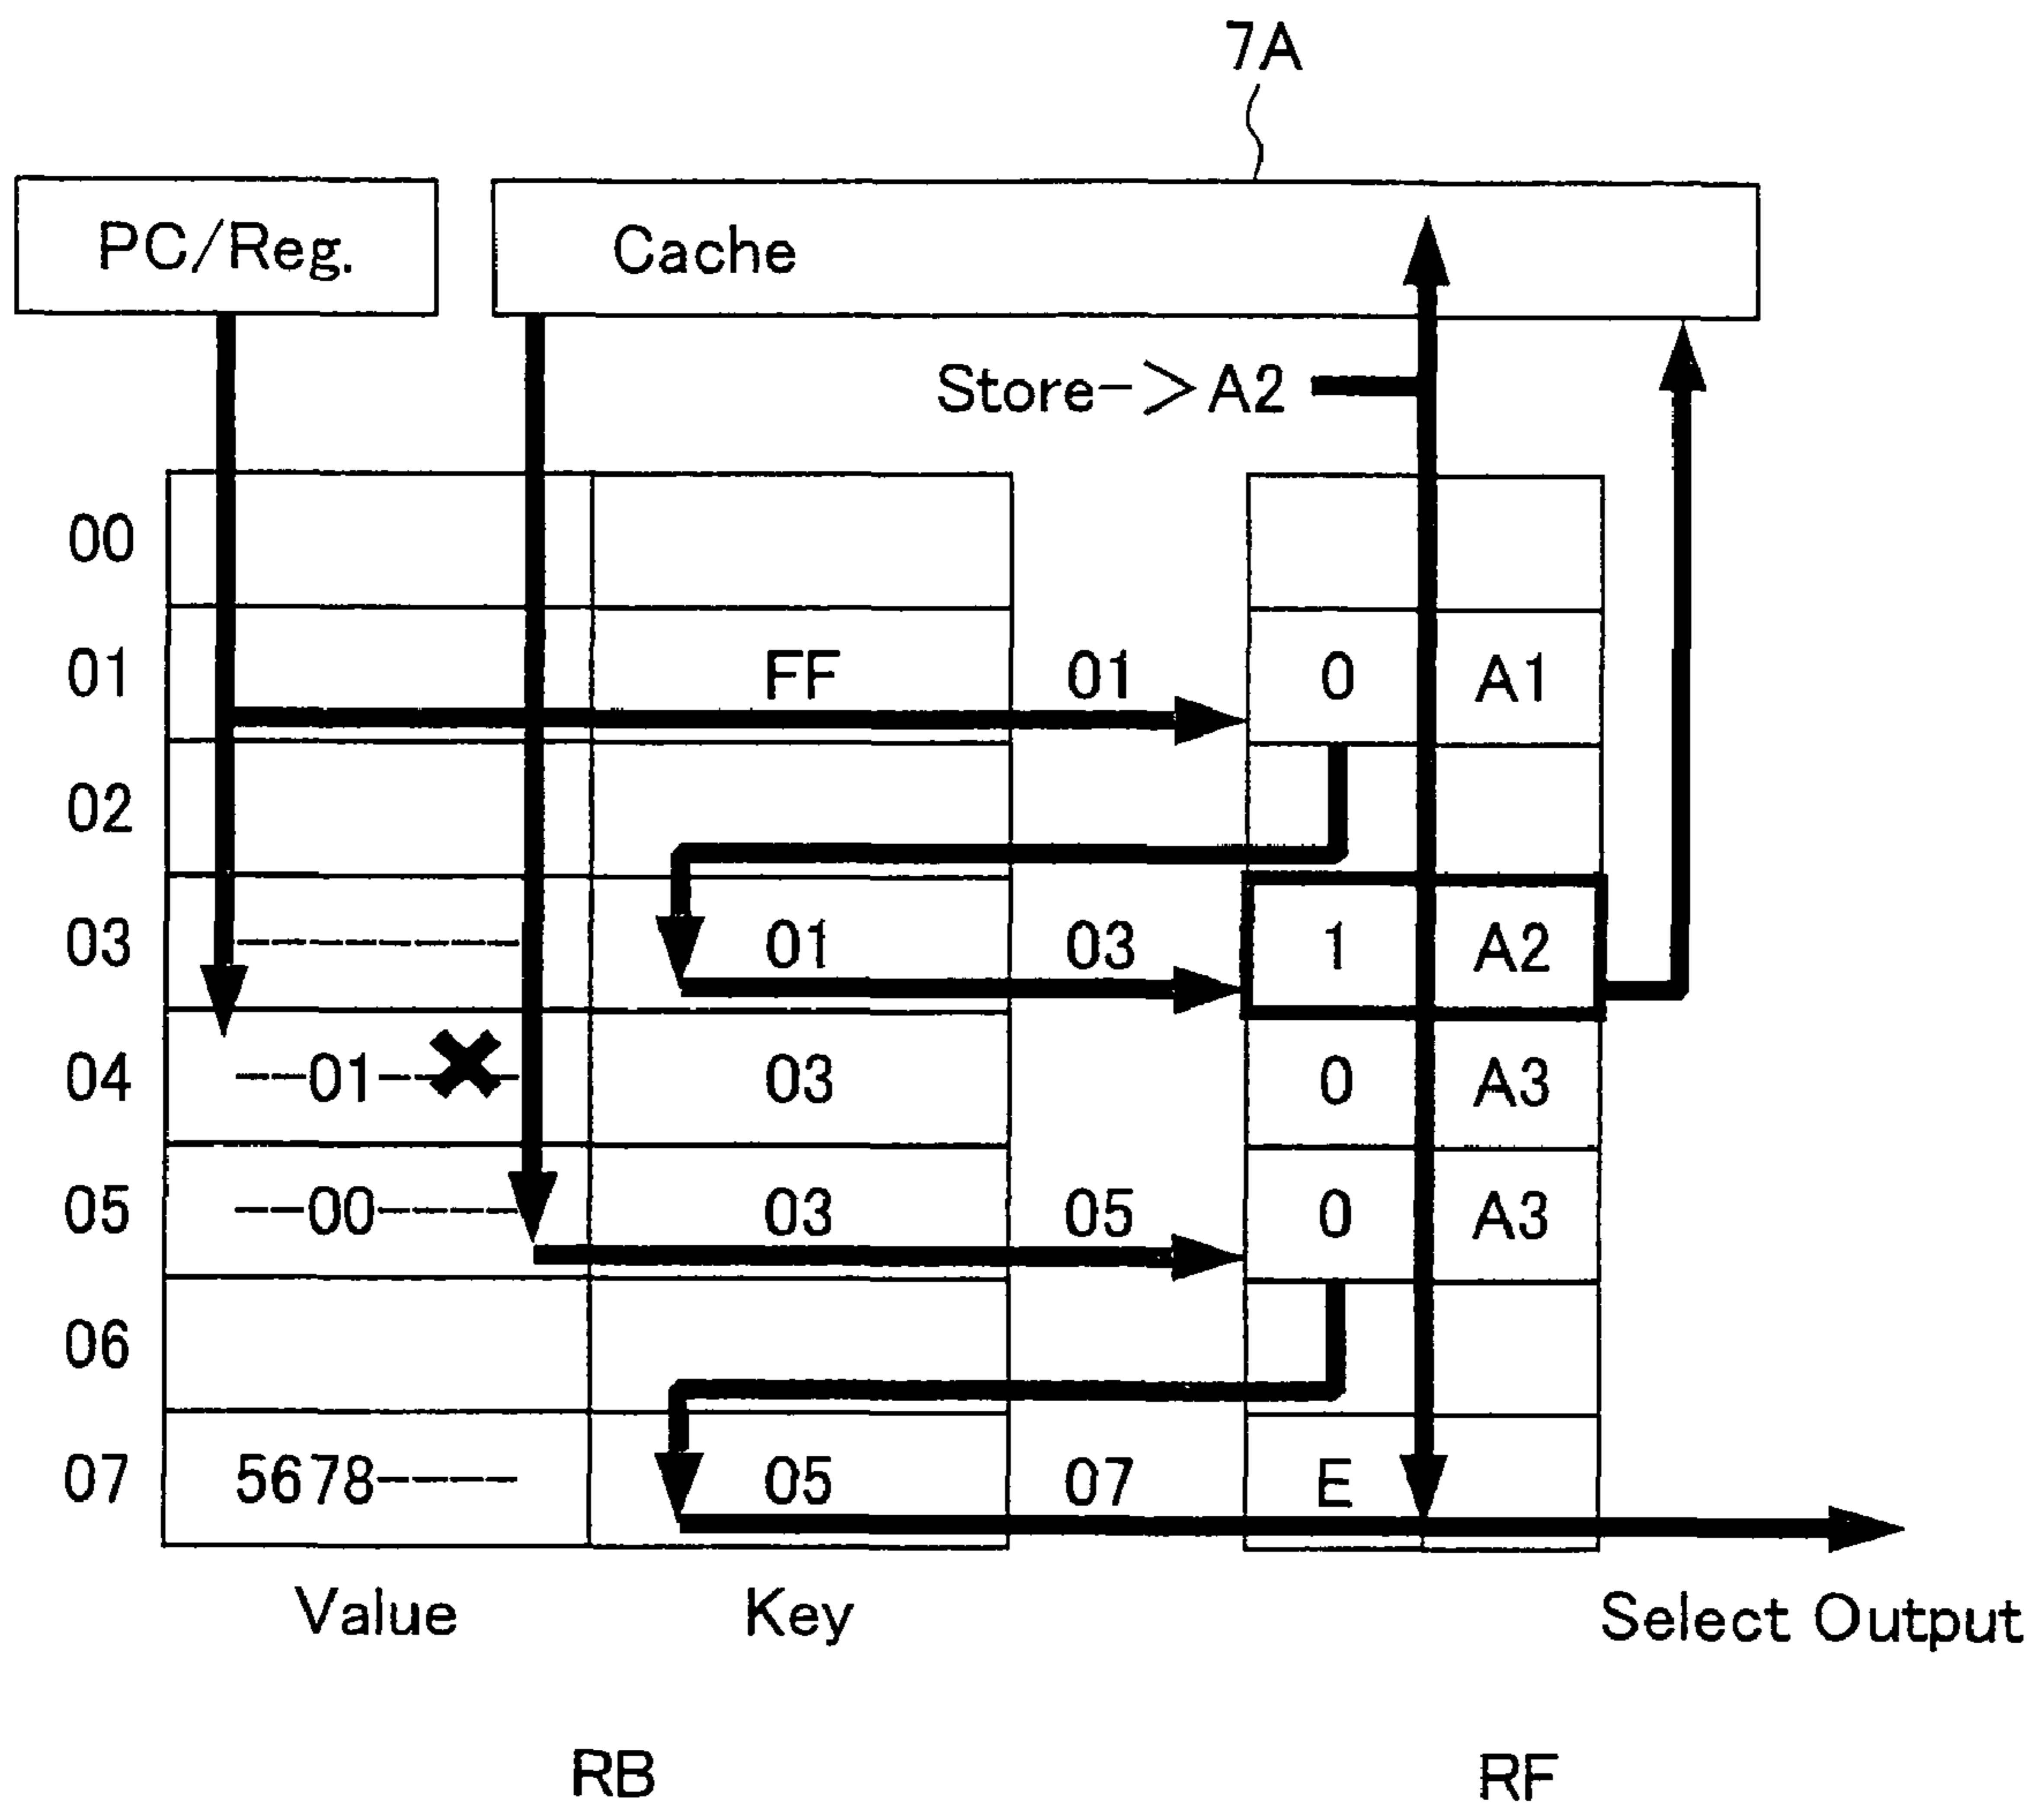 7A
PC/Reg. Cache
Store->A2
00
01 FF 01 0 A1
02
03 ---------- 01 03 1 A2
04 --01---- 03 0 A3
05 --00---- 03 05 0 A3
06
07 5678---- 05 07 E
Value Key Select Output
RB RF